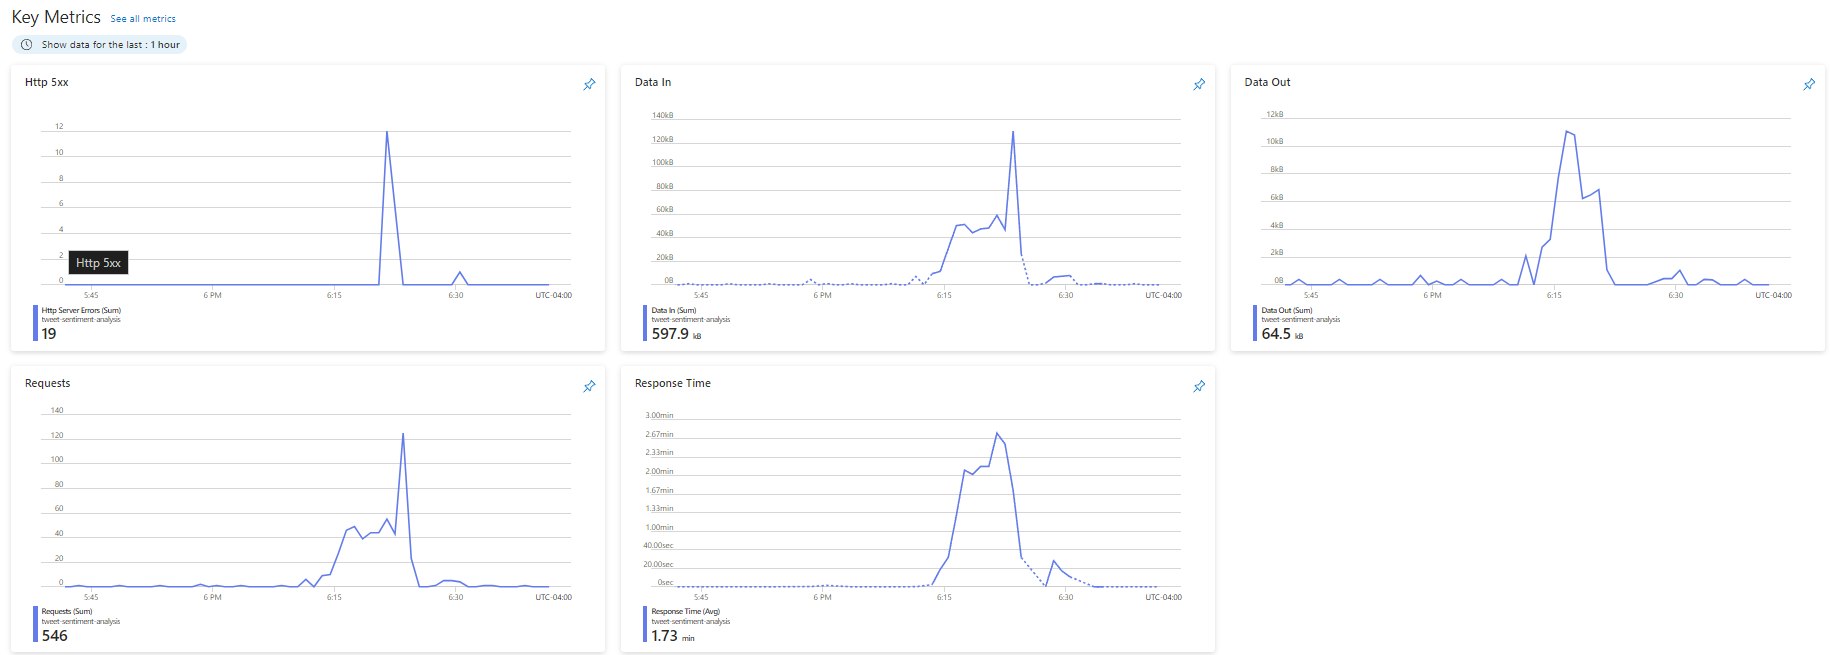 Key Metrics See all metrics
Show data for the last : 1 hour
Http 5xx
12
10
8
6
4
2
0
Http 5xx
5:45 6 PM 6:15 6:30 UTC-04:00
Http Server Errors (Sum)
tweet-sentiment-analysis
19
Data In
140kB
120kB
100kB
80kB
60kB
40kB
20kB
0B
5:45 6 PM 6:15 6:30 UTC-04:00
Data In (Sum)
tweet-sentiment-analysis
597.9 kB
Data Out
12kB
10kB
8kB
6kB
4kB
2kB
0B
5:45 6 PM 6:15 6:30 UTC-04:00
Data Out (Sum)
tweet-sentiment-analysis
64.5 kB
Requests
140
120
100
80
60
40
20
0
5:45 6 PM 6:15 6:30 UTC-04:00
Requests (Sum)
tweet-sentiment-analysis
546
Response Time
3.00min
2.67min
2.33min
2.00min
1.67min
1.33min
1.00min
40.00sec
20.00sec
0sec
5:45 6 PM 6:15 6:30 UTC-04:00
Response Time (Avg)
tweet-sentiment-analysis
1.73 min